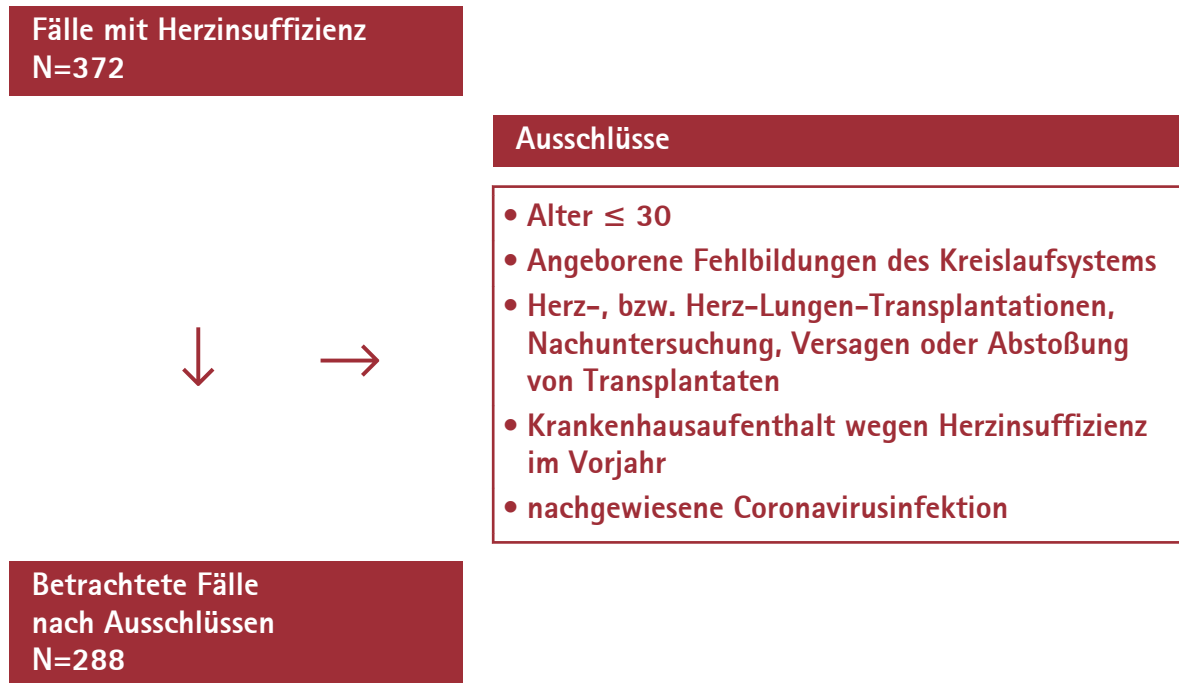 Fälle mit Herzinsuffizienz
N=372
Ausschlüsse
• Alter ≤ 30
• Angeborene Fehlbildungen des Kreislaufsystems
• Herz-, bzw. Herz-Lungen-Transplantationen,
Nachuntersuchung, Versagen oder Abstoßung
von Transplantaten
• Krankenhausaufenthalt wegen Herzinsuffizienz
im Vorjahr
• nachgewiesene Coronavirusinfektion
Betrachtete Fälle
nach Ausschlüssen
N=288